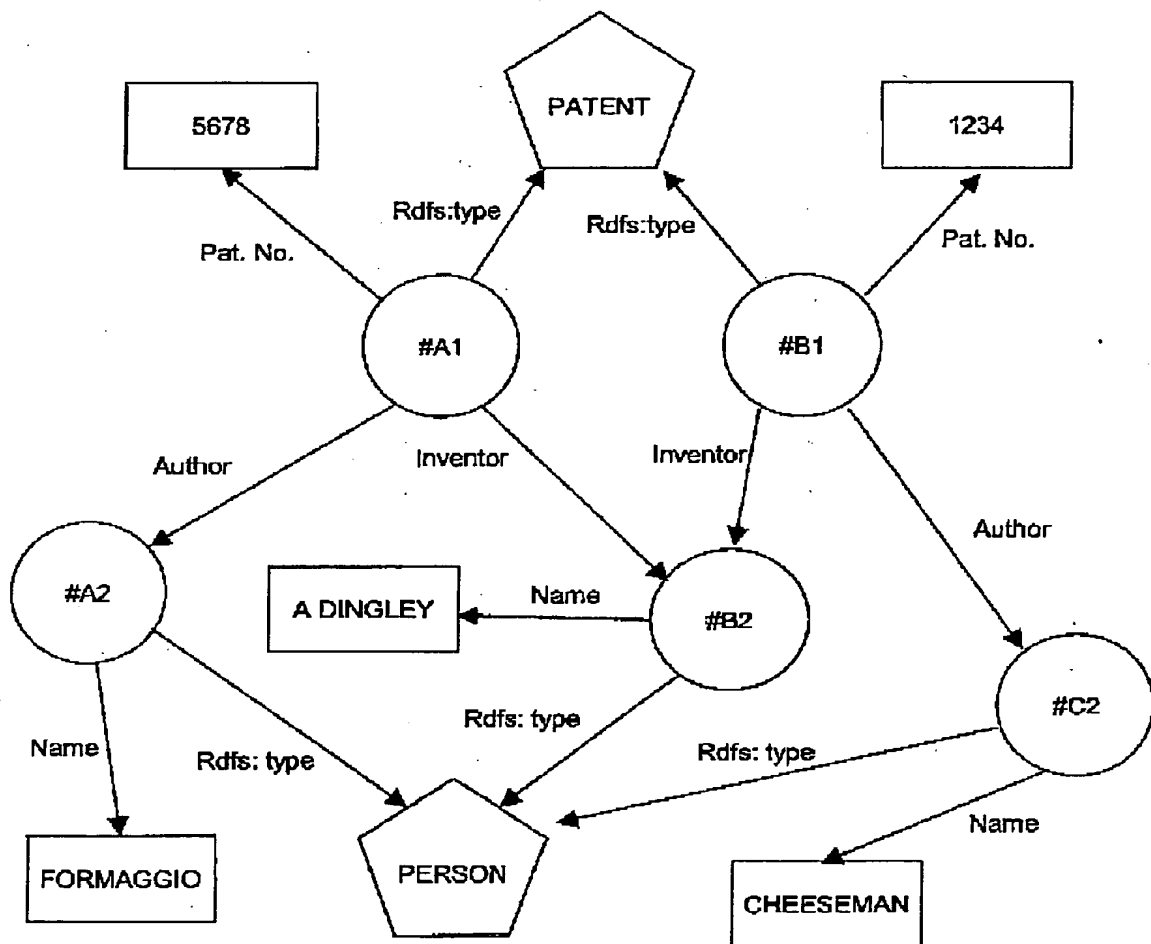 PATENT
5678
1234
Rdfs:type
Rdfs:type
Pat. No.
Pat. No.
#A1
#B1
Author
Inventor
Inventor
Author
#A2
A DINGLEY
Name
#B2
#C2
Name
Rdfs: type
Rdfs: type
Rdfs: type
Name
FORMAGGIO
PERSON
CHEESEMAN